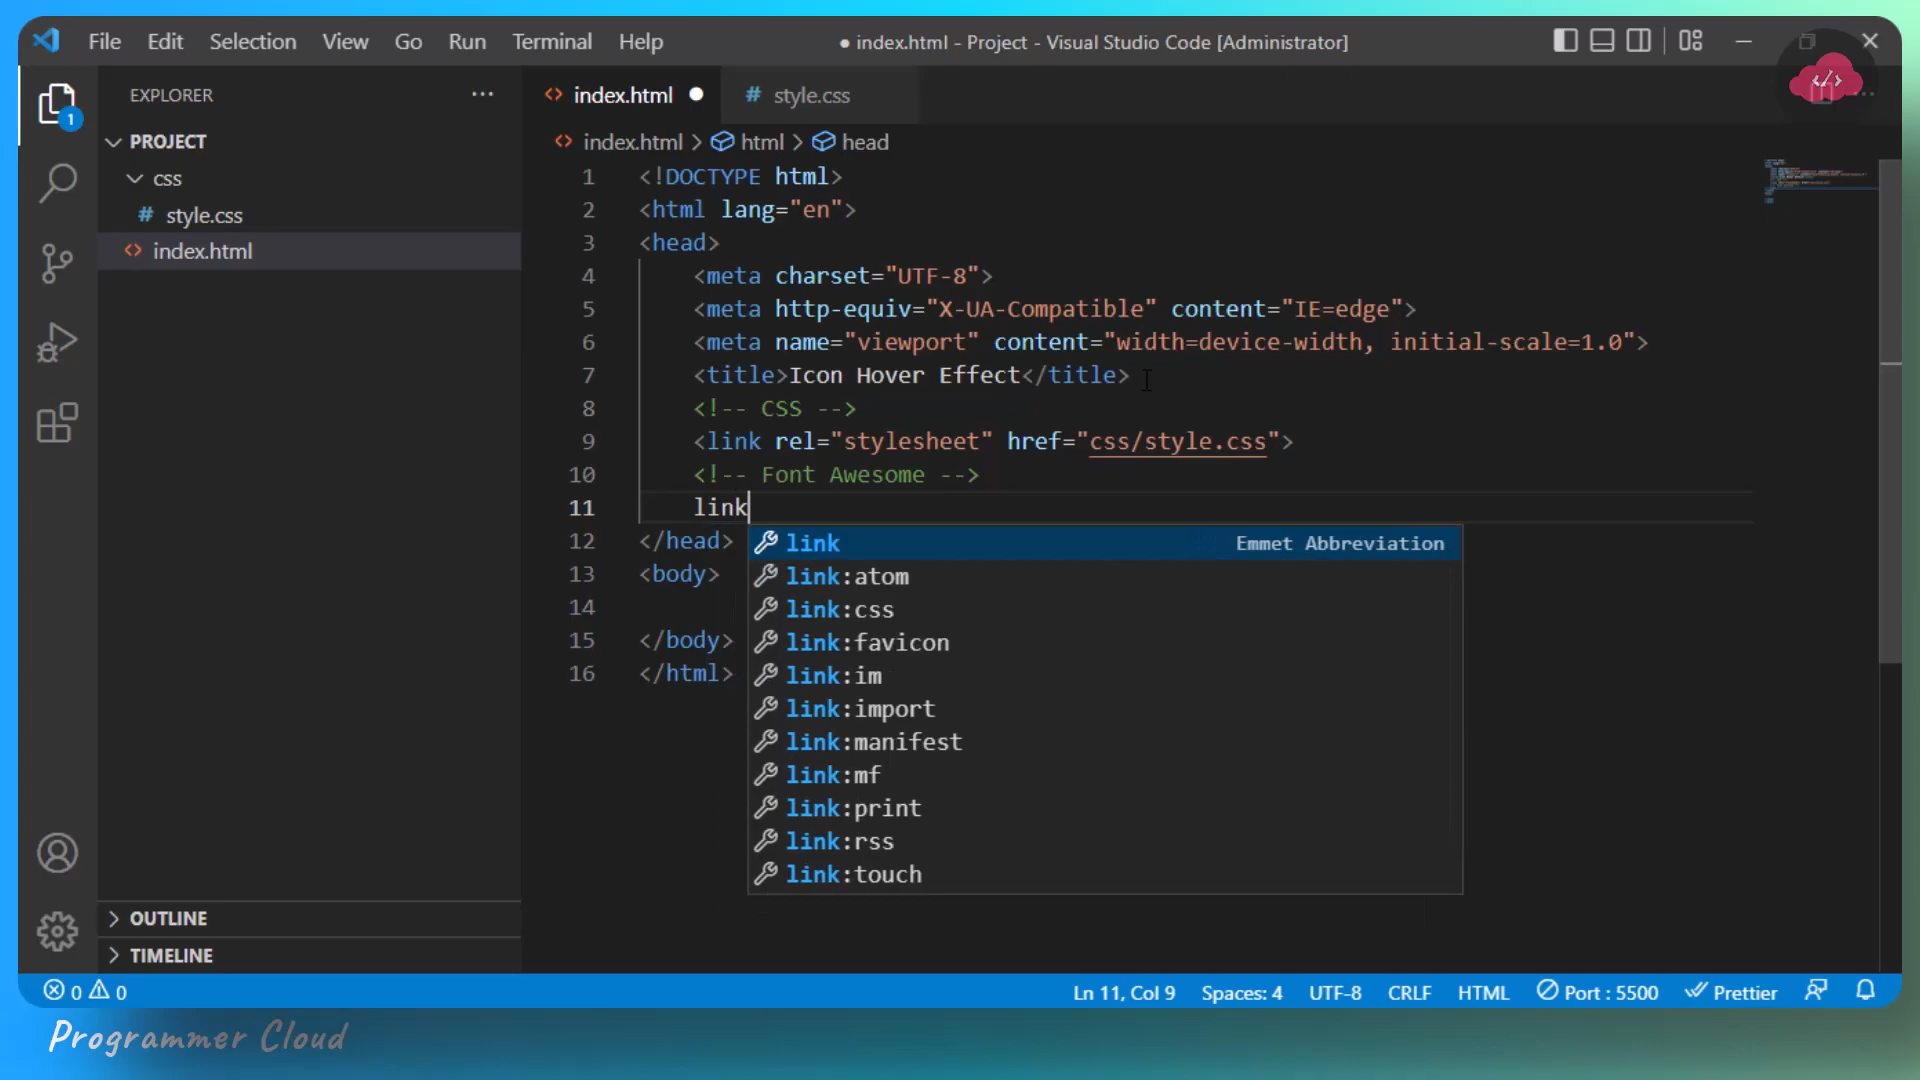 File Edit Selection View Go Run Terminal Help
● index.html - Project - Visual Studio Code [Administrator]
EXPLORER ···
1
PROJECT
css
# style.css
<> index.html
OUTLINE
TIMELINE
<> index.html ●
# style.css
<> index.html > html > head
1 <!DOCTYPE html>
2 <html lang="en">
3 <head>
4 <meta charset="UTF-8">
5 <meta http-equiv="X-UA-Compatible" content="IE=edge">
6 <meta name="viewport" content="width=device-width, initial-scale=1.0">
7 <title>Icon Hover Effect</title>
8 <!-- CSS -->
9 <link rel="stylesheet" href="css/style.css">
10 <!-- Font Awesome -->
11 link
12 </head>
13 <body>
14
15 </body>
16 </html>
link Emmet Abbreviation
link:atom
link:css
link:favicon
link:im
link:import
link:manifest
link:mf
link:print
link:rss
link:touch
0 0 Ln 11, Col 9 Spaces: 4 UTF-8 CRLF HTML Port : 5500 Prettier
Programmer Cloud